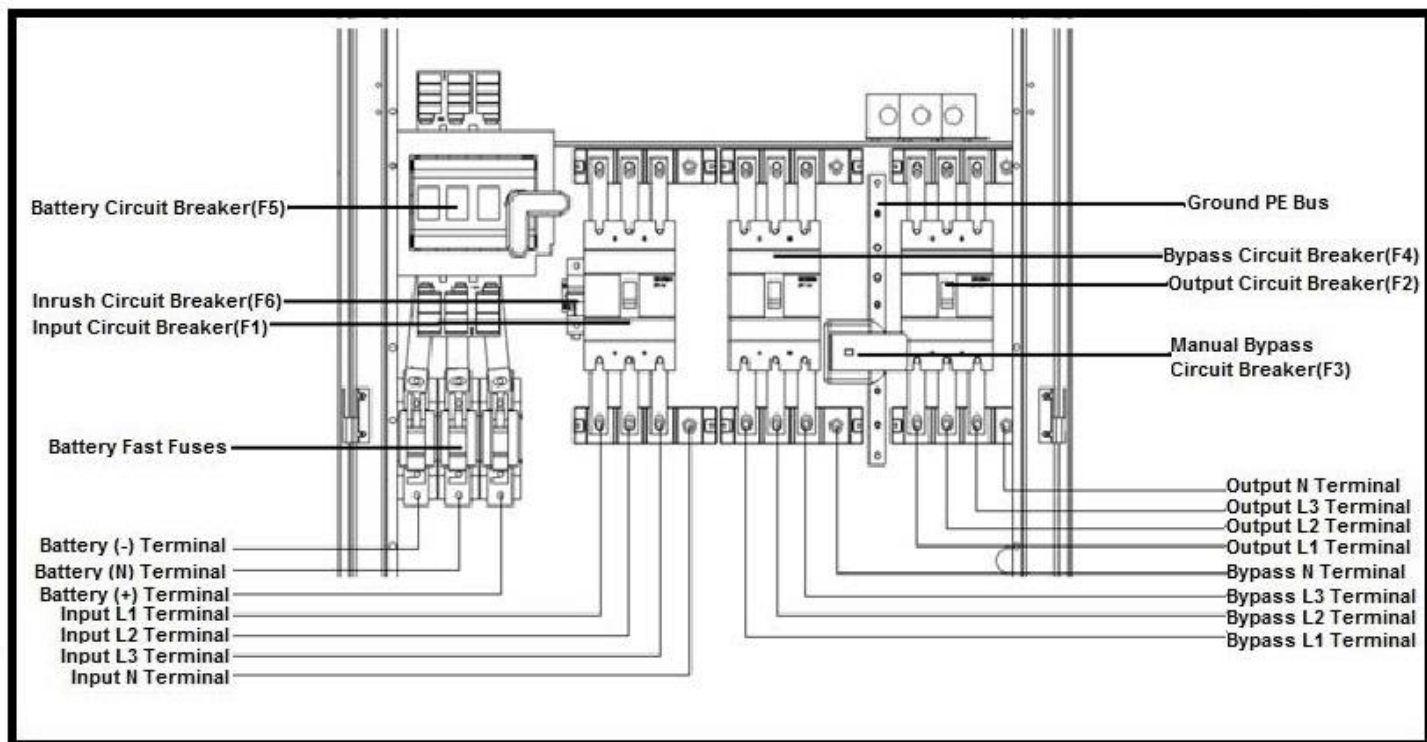 Battery Circuit Breaker(F5)
Inrush Circuit Breaker(F6)
Input Circuit Breaker(F1)
Battery Fast Fuses
Battery (-) Terminal
Battery (N) Terminal
Battery (+) Terminal
Input L1 Terminal
Input L2 Terminal
Input L3 Terminal
Input N Terminal
Ground PE Bus
Bypass Circuit Breaker(F4)
Output Circuit Breaker(F2)
Manual Bypass
Circuit Breaker(F3)
Output N Terminal
Output L3 Terminal
Output L2 Terminal
Output L1 Terminal
Bypass N Terminal
Bypass L3 Terminal
Bypass L2 Terminal
Bypass L1 Terminal